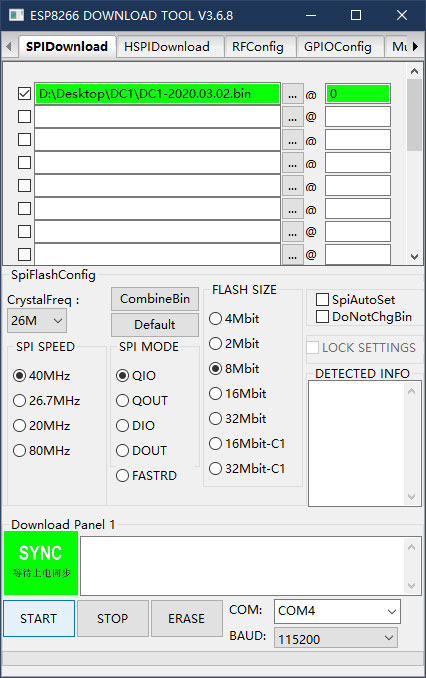 ESP8266 DOWNLOAD TOOL V3.6.8
SPIDownload HSPIDownload RFConfig GPIOConfig Mu
D:\Desktop\DC1\DC1-2020.03.02.bin ... @ 0
... @
... @
... @
... @
... @
... @
... @
SpiFlashConfig
CrystalFreq :
26M
CombineBin
Default
SPI SPEED
40MHz
26.7MHz
20MHz
80MHz
SPI MODE
QIO
QOUT
DIO
DOUT
FASTRD
FLASH SIZE
4Mbit
2Mbit
8Mbit
16Mbit
32Mbit
16Mbit-C1
32Mbit-C1
SpiAutoSet
DoNotChgBin
LOCK SETTINGS
DETECTED INFO
Download Panel 1
SYNC
等待上电同步
START STOP ERASE
COM: COM4
BAUD: 115200